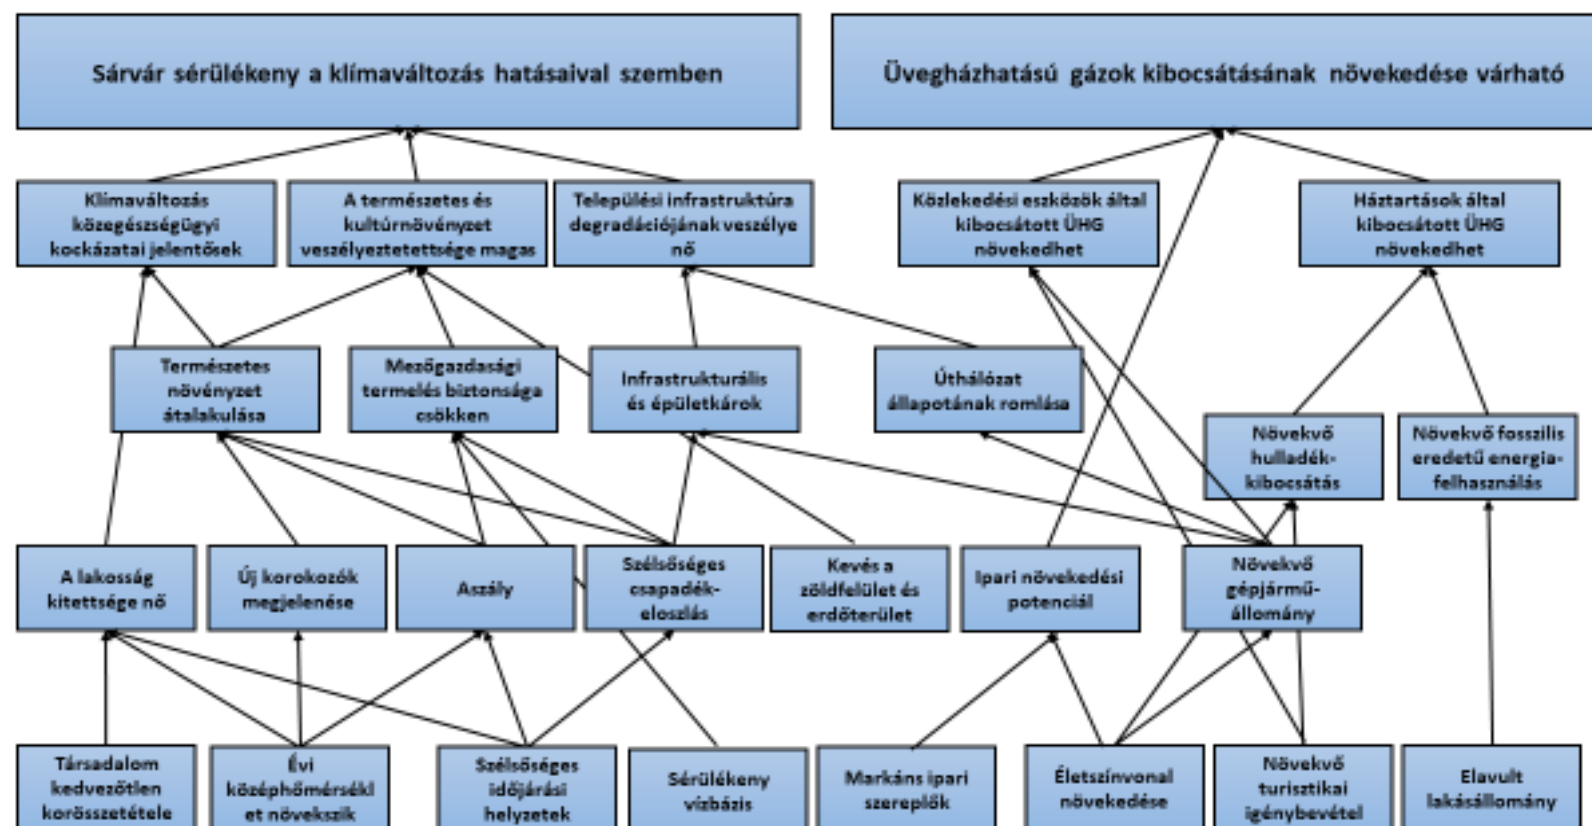 Sárvár sérülékeny a klímaváltozás hatásaival szemben
Üvegházhatású gázok kibocsátásának növekedése várható
Klímaváltozás
közegészségügyi
kockázatai jelentősek
A természetes és
kultúrnövényzet
veszélyeztetettsége magas
Települési infrastruktúra
degradációjának veszélye
nő
Közlekedési eszközök által
kibocsátott ÜHG
növekedhet
Háztartások által
kibocsátott ÜHG
növekedhet
Természetes
növényzet
átalakulása
Mezőgazdasági
termelés biztonsága
csökken
Infrastrukturális
és épületkárok
Úthálózat
állapotának romlása
Növekvő
hulladék-
kibocsátás
Növekvő fosszilis
eredetű energia-
felhasználás
A lakosság
kitettsége nő
Új korokozók
megjelenése
Aszály
Szélsőséges
csapadék-
eloszlás
Kevés a
zöldfelület és
erdőterület
Ipari növekedési
potenciál
Növekvő
gépjármű-
állomány
Társadalom
kedvezőtlen
korösszetétele
Évi
középhőmérsékl
et növekszik
Szélsőséges
időjárási
helyzetek
Sérülékeny
vízbázis
Markáns ipari
szereplők
Életszínvonal
növekedése
Növekvő
turisztikai
igénybevétel
Elavult
lakásállomány